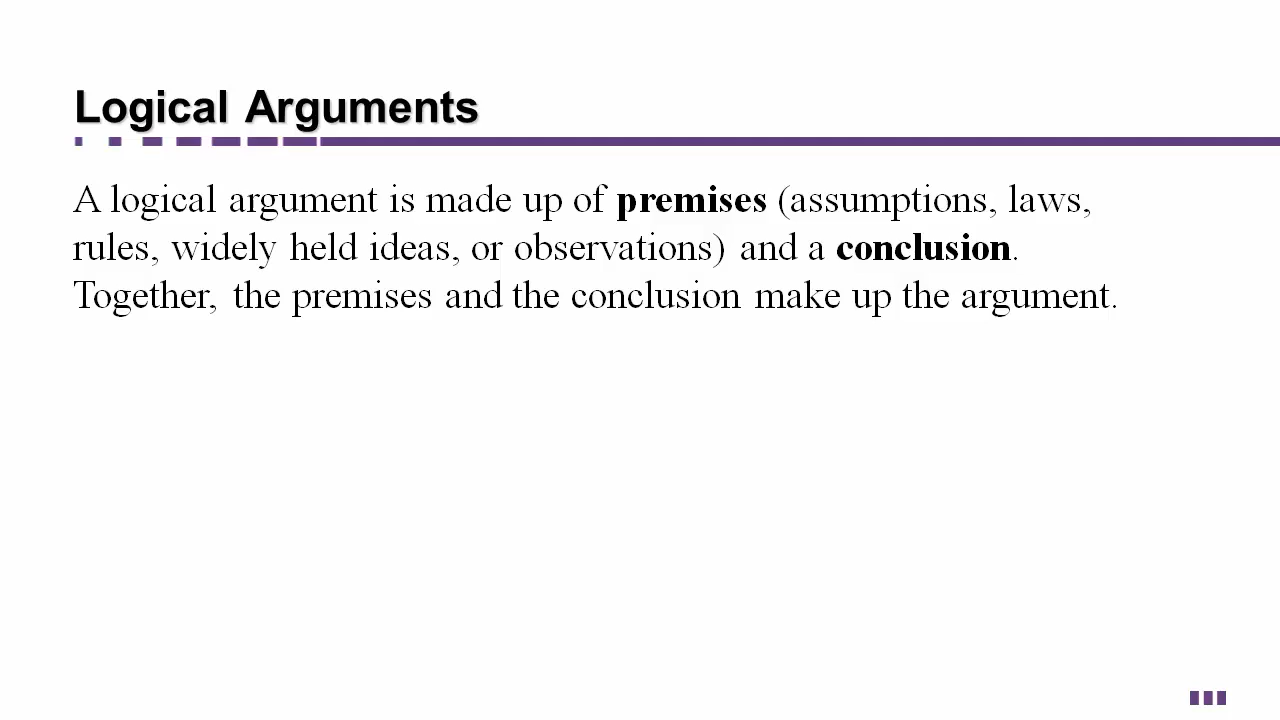 Logical Arguments
A logical argument is made up of premises (assumptions, laws,
rules, widely held ideas, or observations) and a conclusion.
Together, the premises and the conclusion make up the argument.